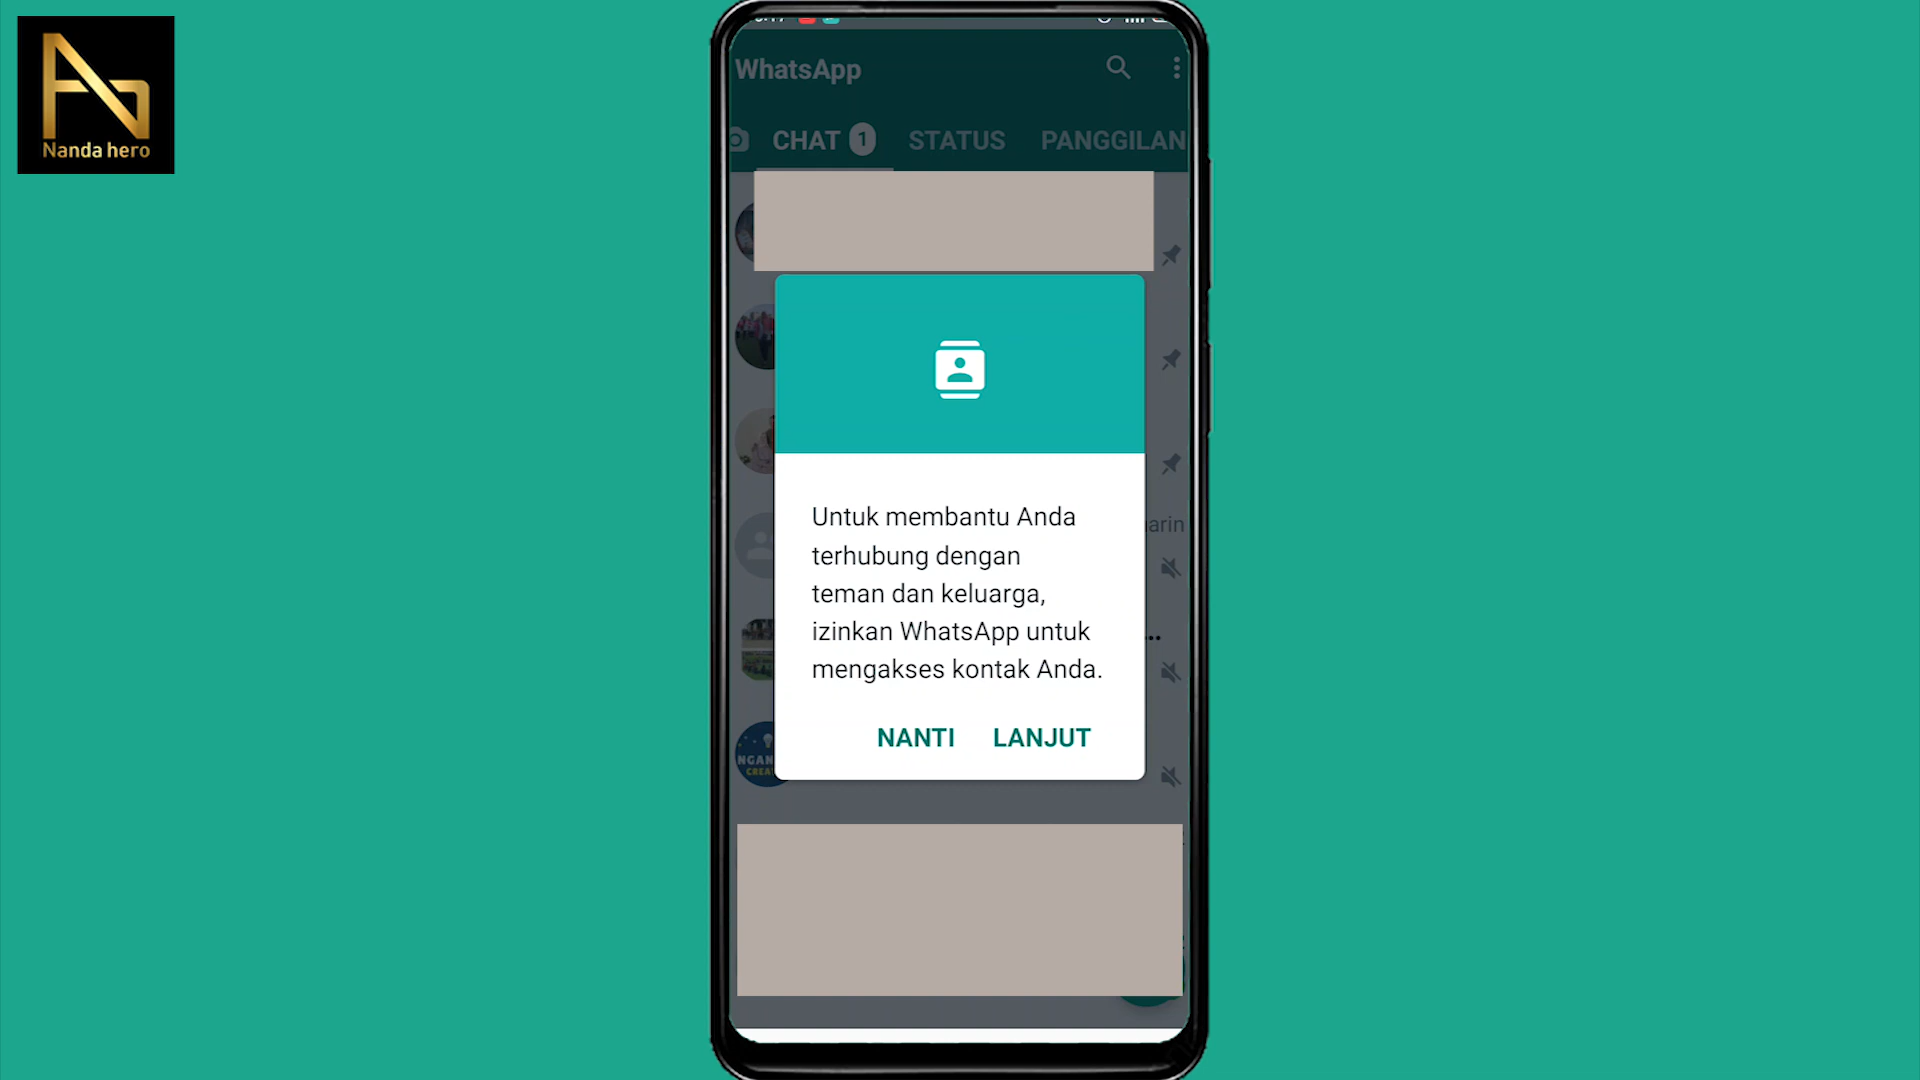 Nanda hero
WhatsApp
CHAT 1 STATUS PANGGILAN
Untuk membantu Anda
terhubung dengan
teman dan keluarga,
izinkan WhatsApp untuk
mengakses kontak Anda.
NANTI LANJUT